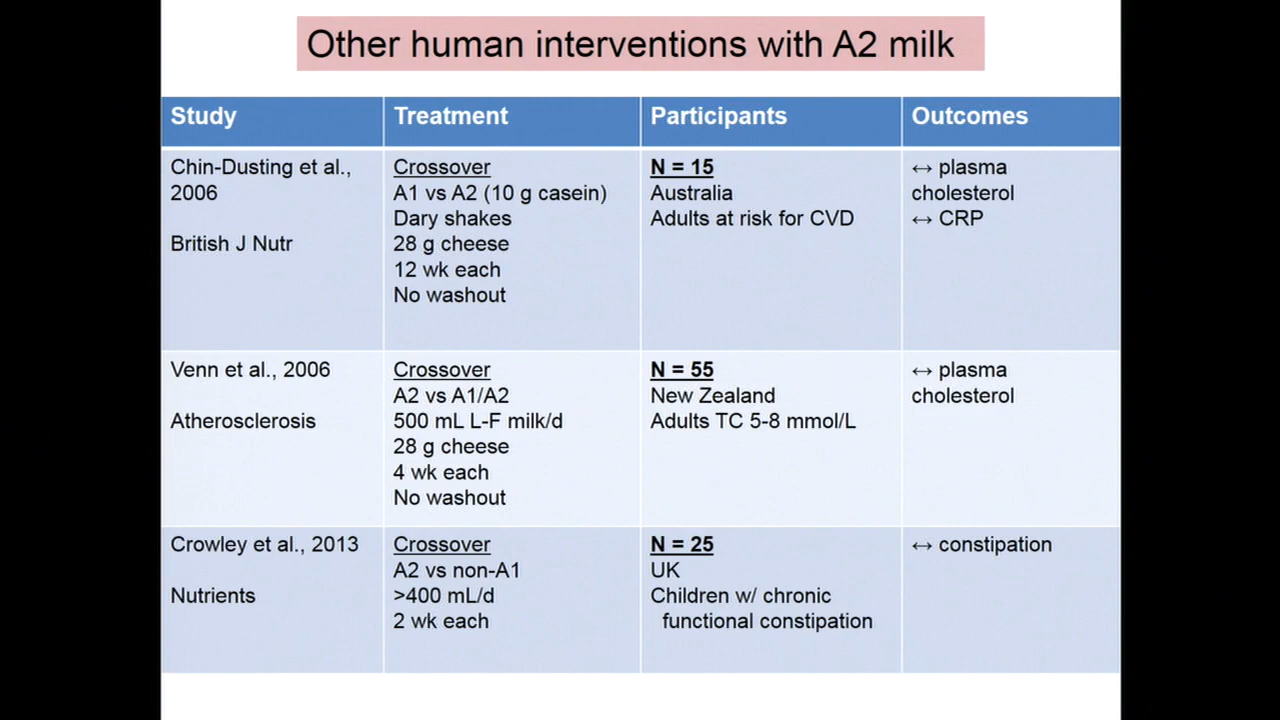 Other human interventions with A2 milk
Study
Treatment
Participants
Outcomes
Chin-Dusting et al.,
2006
British J Nutr
Crossover
A1 vs A2 (10 g casein)
Dary shakes
28 g cheese
12 wk each
No washout
N = 15
Australia
Adults at risk for CVD
↔ plasma
cholesterol
↔ CRP
Venn et al., 2006
Atherosclerosis
Crossover
A2 vs A1/A2
500 mL L-F milk/d
28 g cheese
4 wk each
No washout
N = 55
New Zealand
Adults TC 5-8 mmol/L
↔ plasma
cholesterol
Crowley et al., 2013
Nutrients
Crossover
A2 vs non-A1
>400 mL/d
2 wk each
N = 25
UK
Children w/ chronic
functional constipation
↔ constipation